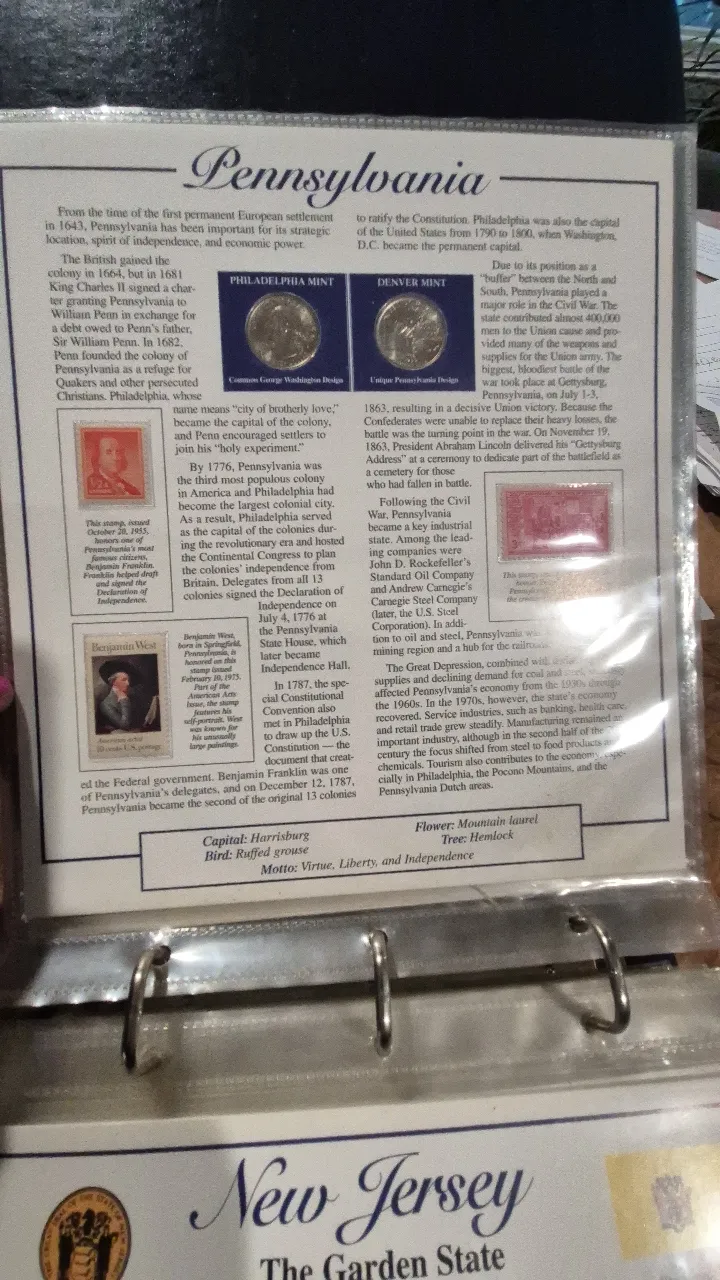 Pennsylvania
From the time of the first permanent European settlement
in 1643, Pennsylvania has been important for its strategic
location, spirit of independence, and economic power.
The British gained the
colony in 1664, but in 1681
King Charles II signed a char-
ter granting Pennsylvania to
William Penn in exchange for
a debt owed to Penn's father,
Sir William Penn. In 1682,
Penn founded the colony of
Pennsylvania as a refuge for
Quakers and other persecuted
Christians. Philadelphia, whose
name means "city of brotherly love,"
became the capital of the colony,
and Penn encouraged settlers to
join his "holy experiment."
By 1776, Pennsylvania was
the third most populous colony
in America and Philadelphia had
become the largest colonial city.
As a result, Philadelphia served
as the capital of the colonies dur-
ing the revolutionary era and hosted
the Continental Congress to plan
the colonies' independence from
Britain. Delegates from all 13
colonies signed the Declaration of
Independence on
July 4, 1776 at
the Pennsylvania
State House, which
later became
Independence Hall.
In 1787, the spe-
cial Constitutional
Convention also
met in Philadelphia
to draw up the U.S.
Constitution — the
document that creat-
ed the Federal government. Benjamin Franklin was one
of Pennsylvania's delegates, and on December 12, 1787,
Pennsylvania became the second of the original 13 colonies
PHILADELPHIA MINT
Common George Washington Design
DENVER MINT
Unique Pennsylvania Design
1/2¢
This stamp, issued
October 20, 1955,
honors one of
Pennsylvania's most
famous citizens,
Benjamin Franklin.
Franklin helped draft
and signed the
Declaration of
Independence.
Benjamin West
American artist
10 cents U.S. postage
Benjamin West,
born in Springfield,
Pennsylvania, is
honored on this
stamp issued
February 10, 1975.
Part of the
American Arts
Issue, the stamp
features his
self-portrait. West
was known for
his unusually
large paintings.
to ratify the Constitution. Philadelphia was also the capital
of the United States from 1790 to 1800, when Washington,
D.C. became the permanent capital.
Due to its position as a
"buffer" between the North and
South, Pennsylvania played a
major role in the Civil War. The
state contributed almost 400,000
men to the Union cause and pro-
vided many of the weapons and
supplies for the Union army. The
biggest, bloodiest battle of the
war took place at Gettysburg,
Pennsylvania, on July 1-3,
1863, resulting in a decisive Union victory. Because the
Confederates were unable to replace their heavy losses, the
battle was the turning point in the war. On November 19,
1863, President Abraham Lincoln delivered his "Gettysburg
Address" at a ceremony to dedicate part of the battlefield as
a cemetery for those
who had fallen in battle.
Following the Civil
War, Pennsylvania
became a key industrial
state. Among the lead-
ing companies were
John D. Rockefeller's
Standard Oil Company
and Andrew Carnegie's
Carnegie Steel Company
(later, the U.S. Steel
Corporation). In addi-
tion to oil and steel, Pennsylvania was
mining region and a hub for the
The Great Depression, combined with
supplies and declining demand for coal and
affected Pennsylvania's economy from the 1930s through
the 1960s. In the 1970s, however, the state's economy
recovered. Service industries, such as banking, health care,
and retail trade grew steadily. Manufacturing remained an
important industry, although in the second half of the
century the focus shifted from steel to food products
chemicals. Tourism also contributes to the economy, espe-
cially in Philadelphia, the Pocono Mountains, and the
Pennsylvania Dutch areas.
This stamp
Capital: Harrisburg
Flower: Mountain laurel
Bird: Ruffed grouse
Tree: Hemlock
Motto: Virtue, Liberty, and Independence
New Jersey
The Garden State